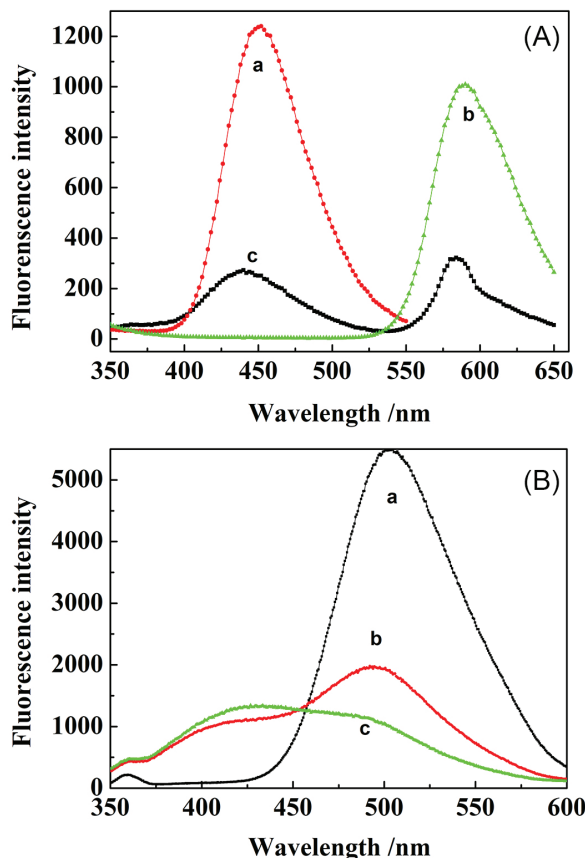 (A)
1200
1000
800
600
400
200
0
a
b
c
Fluorenscence intensity
350 400 450 500 550 600 650
Wavelength /nm
(B)
5000
4000
3000
2000
1000
0
a
b
c
Fluorescence intensity
350 400 450 500 550 600
Wavelength /nm